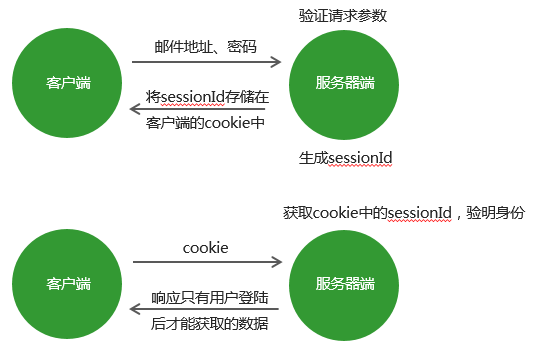 验证请求参数
客户端
邮件地址、密码
服务器端
将sessionId存储在
客户端的cookie中
生成sessionId
获取cookie中的sessionId，验明身份
客户端
cookie
服务器端
响应只有用户登陆
后才能获取的数据